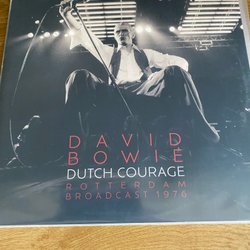 DAVID
BOWIE
DUTCH COURAGE
ROTTERDAM
BROADCAST 1976